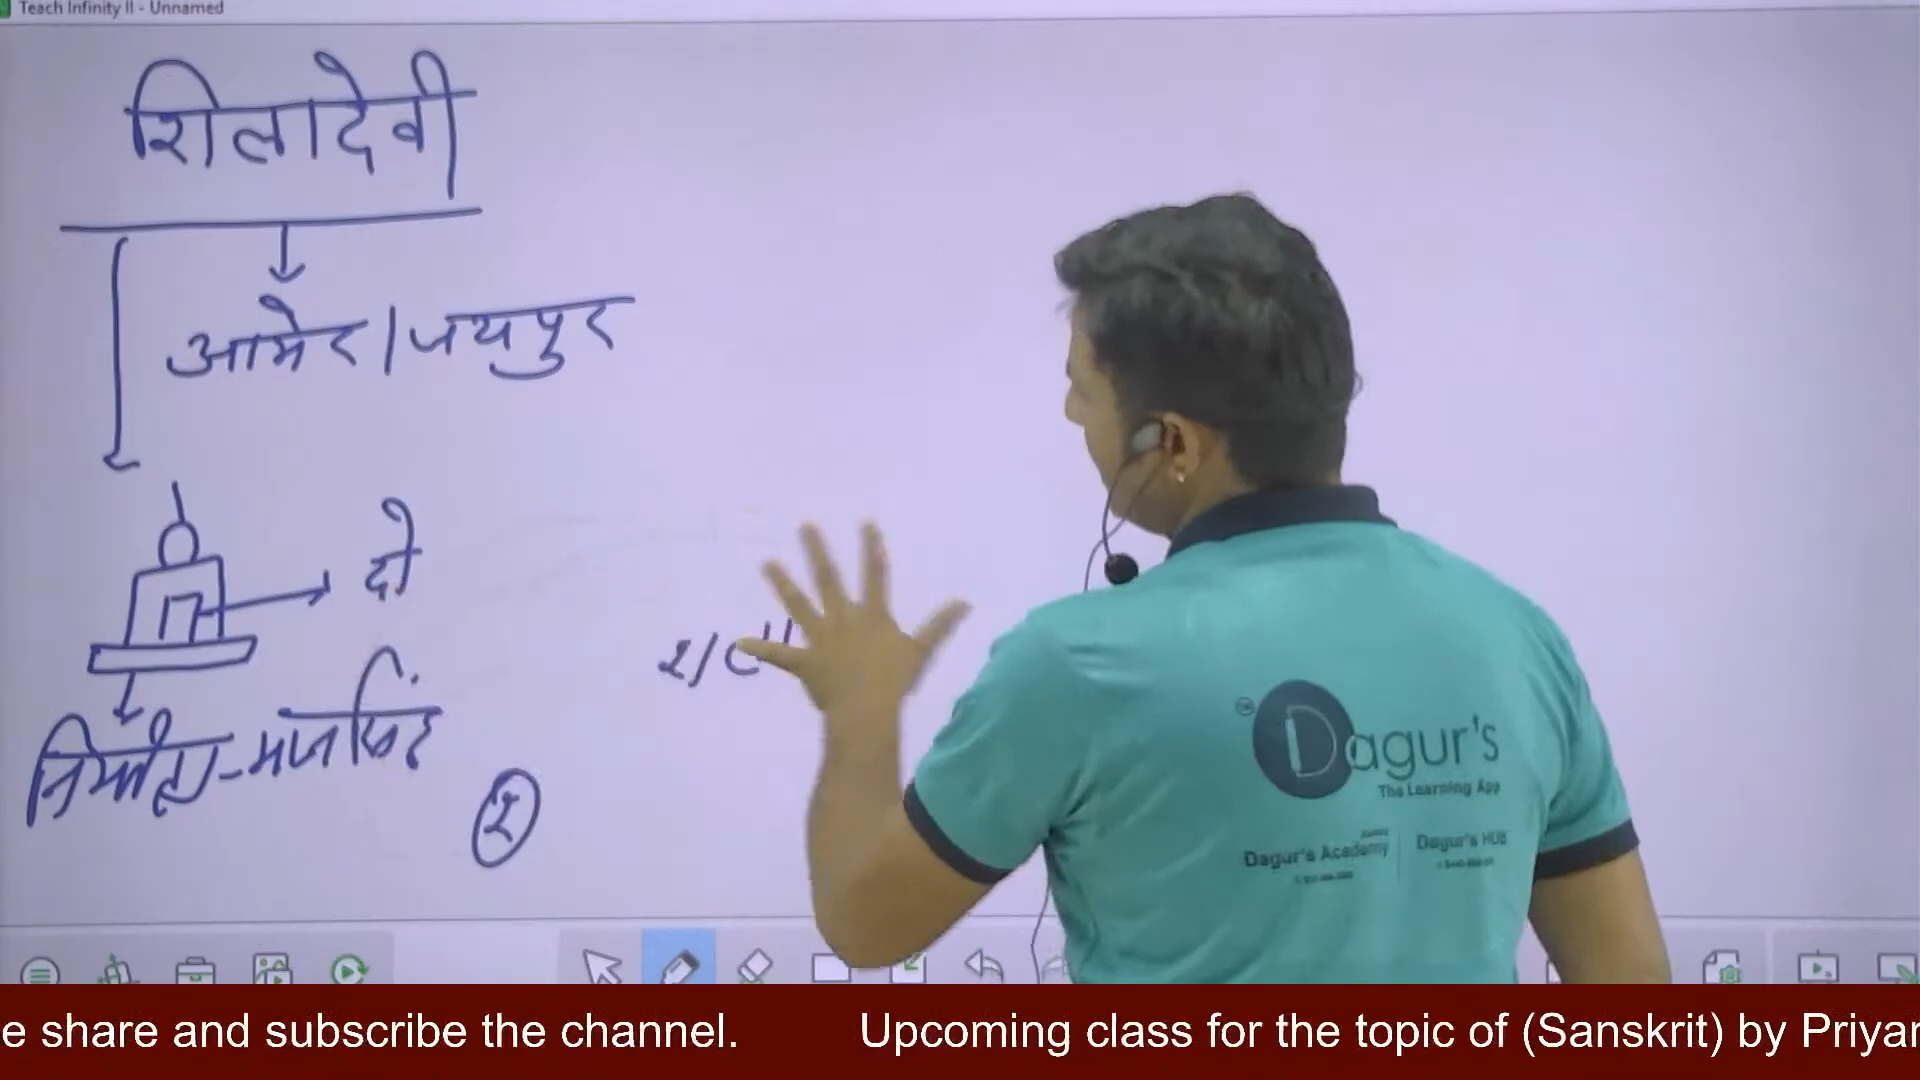 Teach Infinity II - Unnamed
शिलादेवी
आमेर / जयपुर
दो
निर्माता - मानसिंह
Dagur's
The Learning App
Dagur's Academy
Dagur's HUB
e share and subscribe the channel. Upcoming class for the topic of (Sanskrit) by Priyan